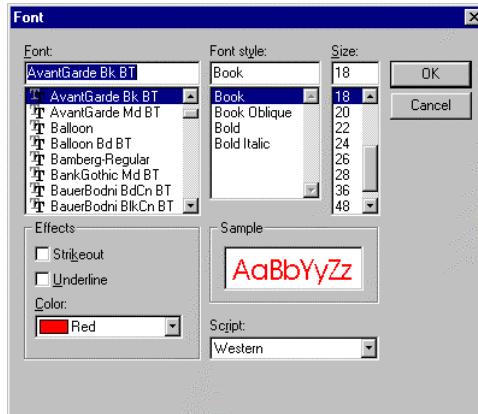 Font
Font: Font style: Size:
AvantGarde Bk BT Book 18 OK
AvantGarde Bk BT Book 18 Cancel
AvantGarde Md BT Book Oblique 20
Balloon Bold 22
Balloon Bd BT Bold Italic 24
Bamberg-Regular 26
BankGothic Md BT 28
BauerBodni BdCn BT 36
BauerBodni BlkCn BT 48
Effects Sample
Strikeout
Underline AaBbYyZz
Color: Script:
Red Western